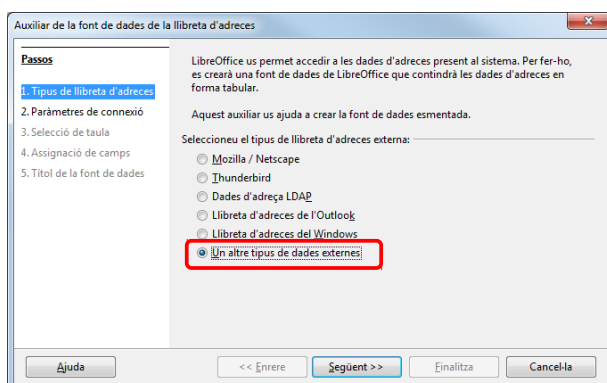 Auxiliar de la font de dades de la llibreta d'adreces
Passos
1. Tipus de llibreta d'adreces
2. Paràmetres de connexió
3. Selecció de taula
4. Assignació de camps
5. Títol de la font de dades
LibreOffice us permet accedir a les dades d'adreces present al sistema. Per fer-ho,
es crearà una font de dades de LibreOffice que contindrà les dades d'adreces en
forma tabular.
Aquest auxiliar us ajuda a crear la font de dades esmentada.
Seleccioneu el tipus de llibreta d'adreces externa:
Mozilla / Netscape
Thunderbird
Dades d'adreça LDAP
Llibreta d'adreces de l'Outlook
Llibreta d'adreces del Windows
Un altre tipus de dades externes
Ajuda
<< Enrere
Següent >>
Finalitza
Cancel·la